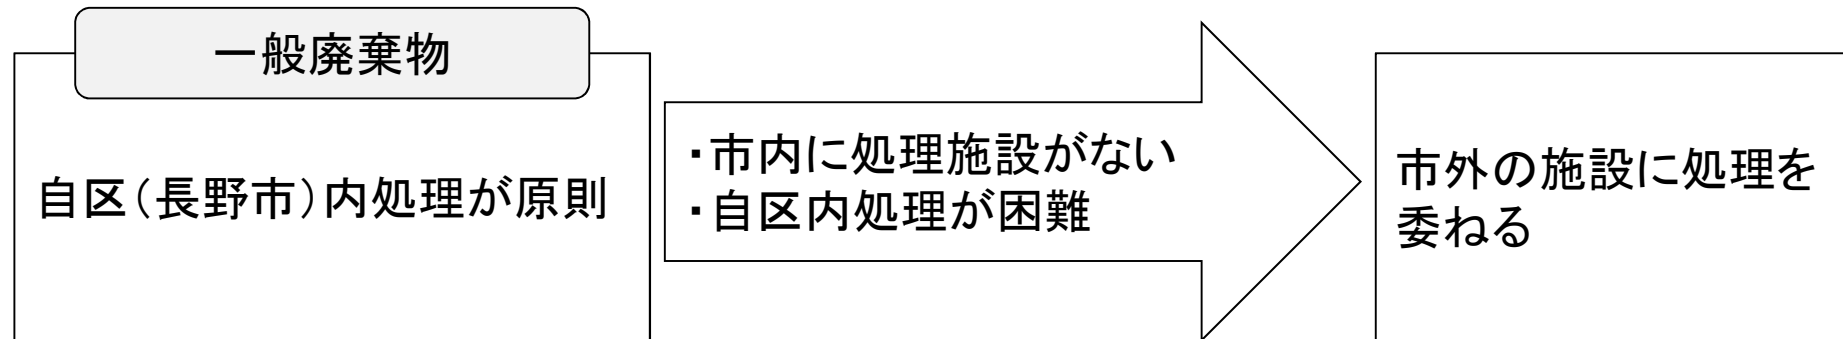 一般廃棄物
自区(長野市)内処理が原則
・市内に処理施設がない
・自区内処理が困難
市外の施設に処理を
委ねる